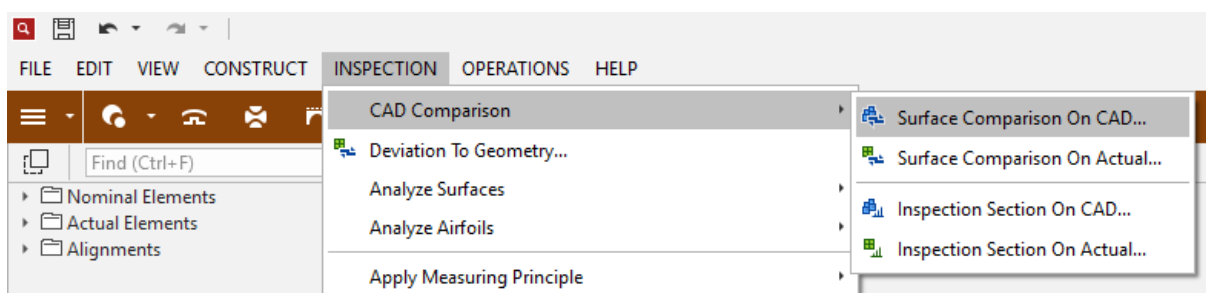 FILE EDIT VIEW CONSTRUCT INSPECTION OPERATIONS HELP
CAD Comparison
Surface Comparison On CAD...
Find (Ctrl+F)
Deviation To Geometry...
Surface Comparison On Actual...
Nominal Elements
Analyze Surfaces
Inspection Section On CAD...
Actual Elements
Analyze Airfoils
Inspection Section On Actual...
Alignments
Apply Measuring Principle